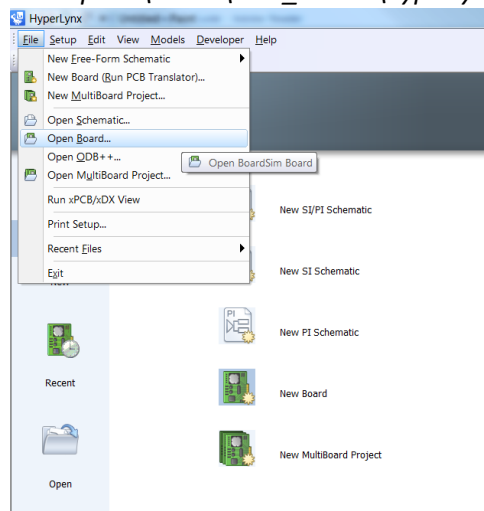 HyperLynx
File Setup Edit View Models Developer Help
New Free-Form Schematic
New Board (Run PCB Translator)...
New MultiBoard Project...
Open Schematic...
Open Board...
Open ODB++...
Open BoardSim Board
Open MultiBoard Project...
Run xPCB/xDX View
Print Setup...
Recent Files
Exit
New SI/PI Schematic
New SI Schematic
New
PI
New PI Schematic
Recent
New Board
New MultiBoard Project
Open